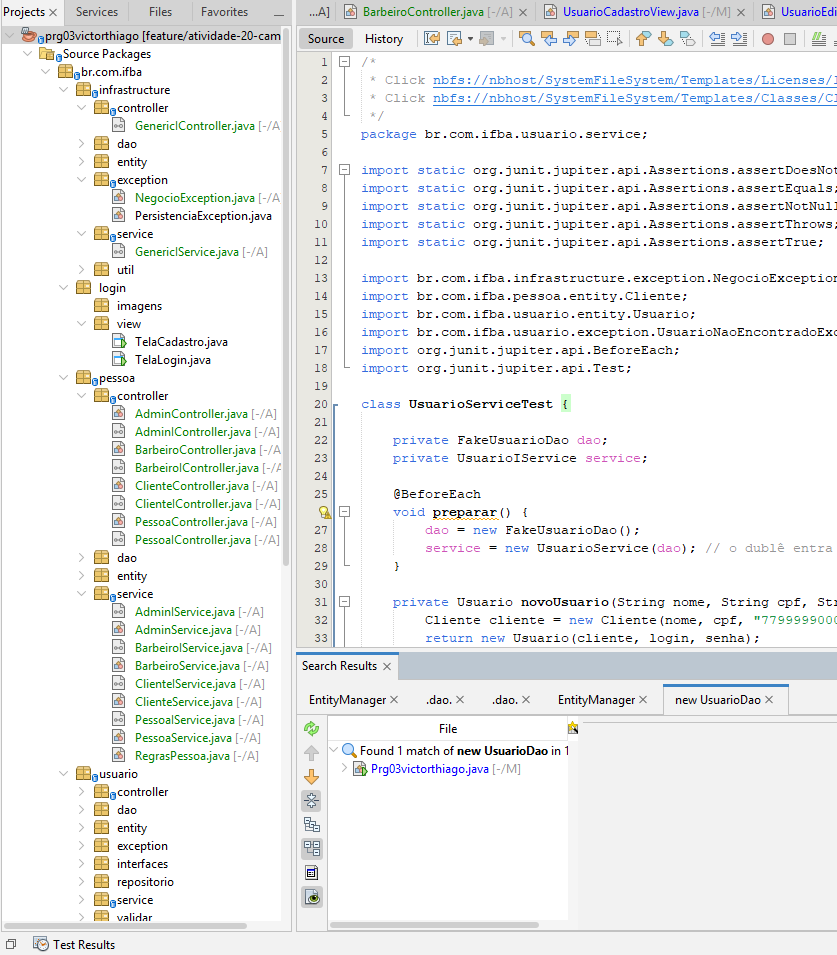 Projects
Services
Files
Favorites
prg03victorthiago [feature/atividade-20-cam
Source Packages
br.com.ifba
infrastructure
controller
GenericIController.java [-/A
dao
entity
exception
NegocioException.java [-/A
PersistenciaException.java
service
GenericIService.java [-/A]
util
login
imagens
view
TelaCadastro.java
TelaLogin.java
pessoa
controller
AdminController.java [-/A]
AdminIController.java [-/A]
BarbeiroController.java [-/A]
BarbeiroIController.java [-/A
ClienteController.java [-/A]
ClienteIController.java [-/A]
PessoaController.java [-/A]
PessoaIController.java [-/A]
dao
entity
service
AdminIService.java [-/A]
AdminService.java [-/A]
BarbeiroIService.java [-/A]
BarbeiroService.java [-/A]
ClienteIService.java [-/A]
ClienteService.java [-/A]
PessoaIService.java [-/A]
PessoaService.java [-/A]
RegrasPessoa.java [-/A]
usuario
controller
dao
entity
exception
interfaces
repositorio
service
validar
...A]
BarbeiroController.java [-/A]
UsuarioCadastroView.java [-/M]
UsuarioEdi
Source
History
1 /*
2 * Click nbfs://nbhost/SystemFileSystem/Templates/Licenses/l
3 * Click nbfs://nbhost/SystemFileSystem/Templates/Classes/Cl
4 */
5 package br.com.ifba.usuario.service;
6
7 import static org.junit.jupiter.api.Assertions.assertDoesNot
8 import static org.junit.jupiter.api.Assertions.assertEquals;
9 import static org.junit.jupiter.api.Assertions.assertNotNull
10 import static org.junit.jupiter.api.Assertions.assertThrows;
11 import static org.junit.jupiter.api.Assertions.assertTrue;
12
13 import br.com.ifba.infrastructure.exception.NegocioException
14 import br.com.ifba.pessoa.entity.Cliente;
15 import br.com.ifba.usuario.entity.Usuario;
16 import br.com.ifba.usuario.exception.UsuarioNaoEncontradoExc
17 import org.junit.jupiter.api.BeforeEach;
18 import org.junit.jupiter.api.Test;
19
20 class UsuarioServiceTest {
21
22 private FakeUsuarioDao dao;
23 private UsuarioIService service;
24
25 @BeforeEach
void preparar() {
27 dao = new FakeUsuarioDao();
28 service = new UsuarioService(dao); // o dublê entra
29 }
30
31 private Usuario novoUsuario(String nome, String cpf, Str
32 Cliente cliente = new Cliente(nome, cpf, "7799999000
33 return new Usuario(cliente, login, senha);
Search Results
EntityManager
.dao.
.dao.
EntityManager
new UsuarioDao
File
Found 1 match of new UsuarioDao in 1
Prg03victorthiago.java [-/M]
Test Results